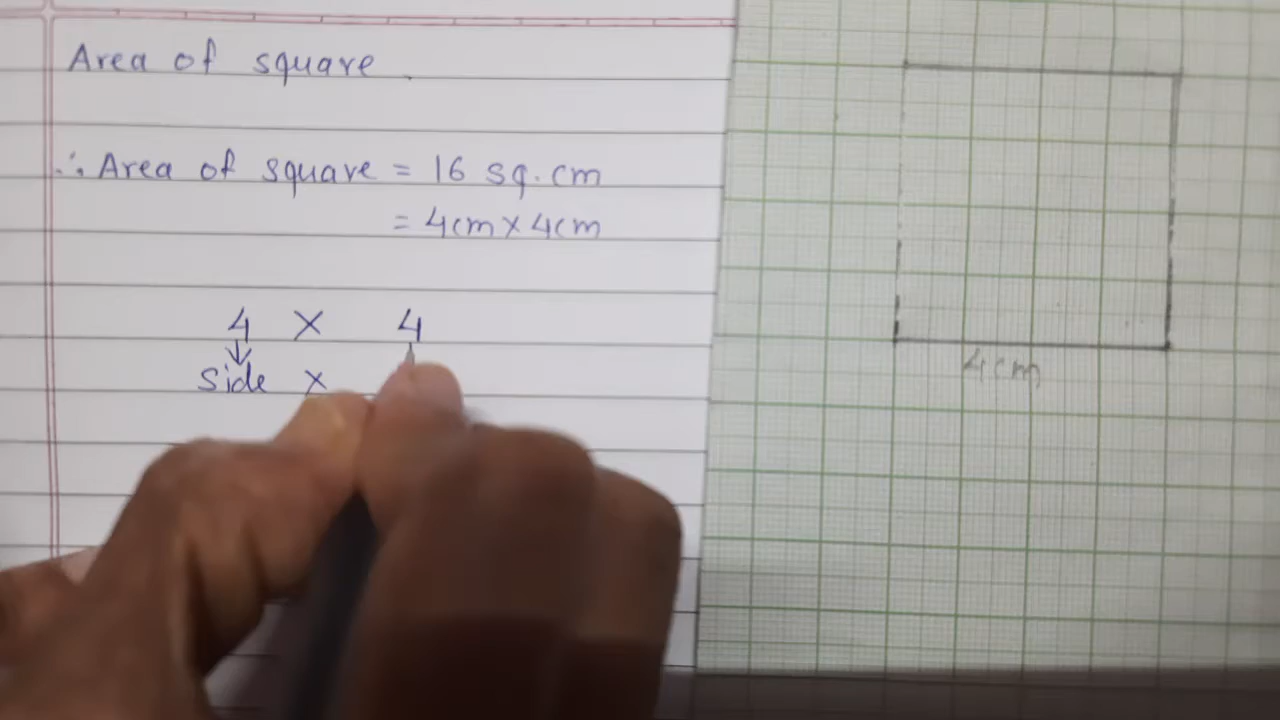 Area of square
∴ Area of square = 16 sq. cm
= 4cm × 4cm
4 × 4
↓
side ×
4cm